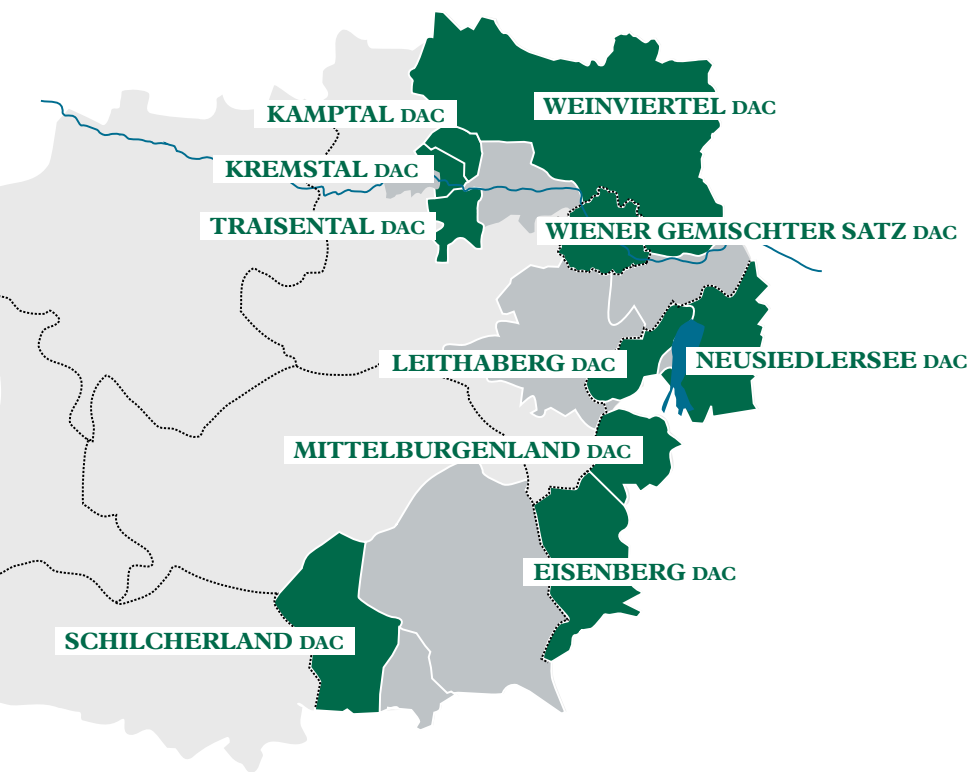 WEINVIERTEL DAC
KAMPTAL DAC
KREMSTAL DAC
TRAISENTAL DAC
WIENER GEMISCHTER SATZ DAC
LEITHABERG DAC
NEUSIEDLERSEE DAC
MITTELBURGENLAND DAC
EISENBERG DAC
SCHILCHERLAND DAC